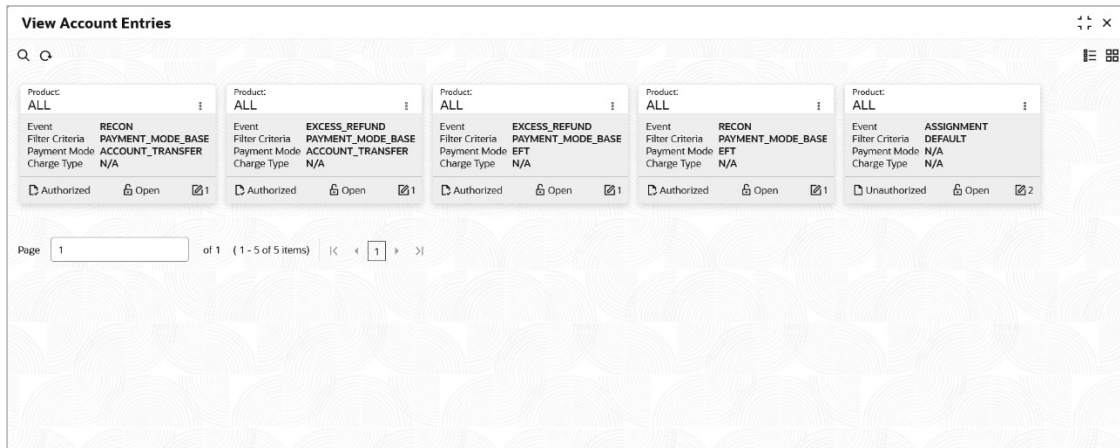 View Account Entries
Product:
ALL
Event RECON
Filter Criteria PAYMENT_MODE_BASE
Payment Mode ACCOUNT_TRANSFER
Charge Type N/A
Authorized Open 1
Product:
ALL
Event EXCESS_REFUND
Filter Criteria PAYMENT_MODE_BASE
Payment Mode ACCOUNT_TRANSFER
Charge Type N/A
Authorized Open 1
Product:
ALL
Event EXCESS_REFUND
Filter Criteria PAYMENT_MODE_BASE
Payment Mode EFT
Charge Type N/A
Authorized Open 1
Product:
ALL
Event RECON
Filter Criteria PAYMENT_MODE_BASE
Payment Mode EFT
Charge Type N/A
Authorized Open 1
Product:
ALL
Event ASSIGNMENT
Filter Criteria DEFAULT
Payment Mode N/A
Charge Type N/A
Unauthorized Open 2
Page 1 of 1 (1 - 5 of 5 items) 1